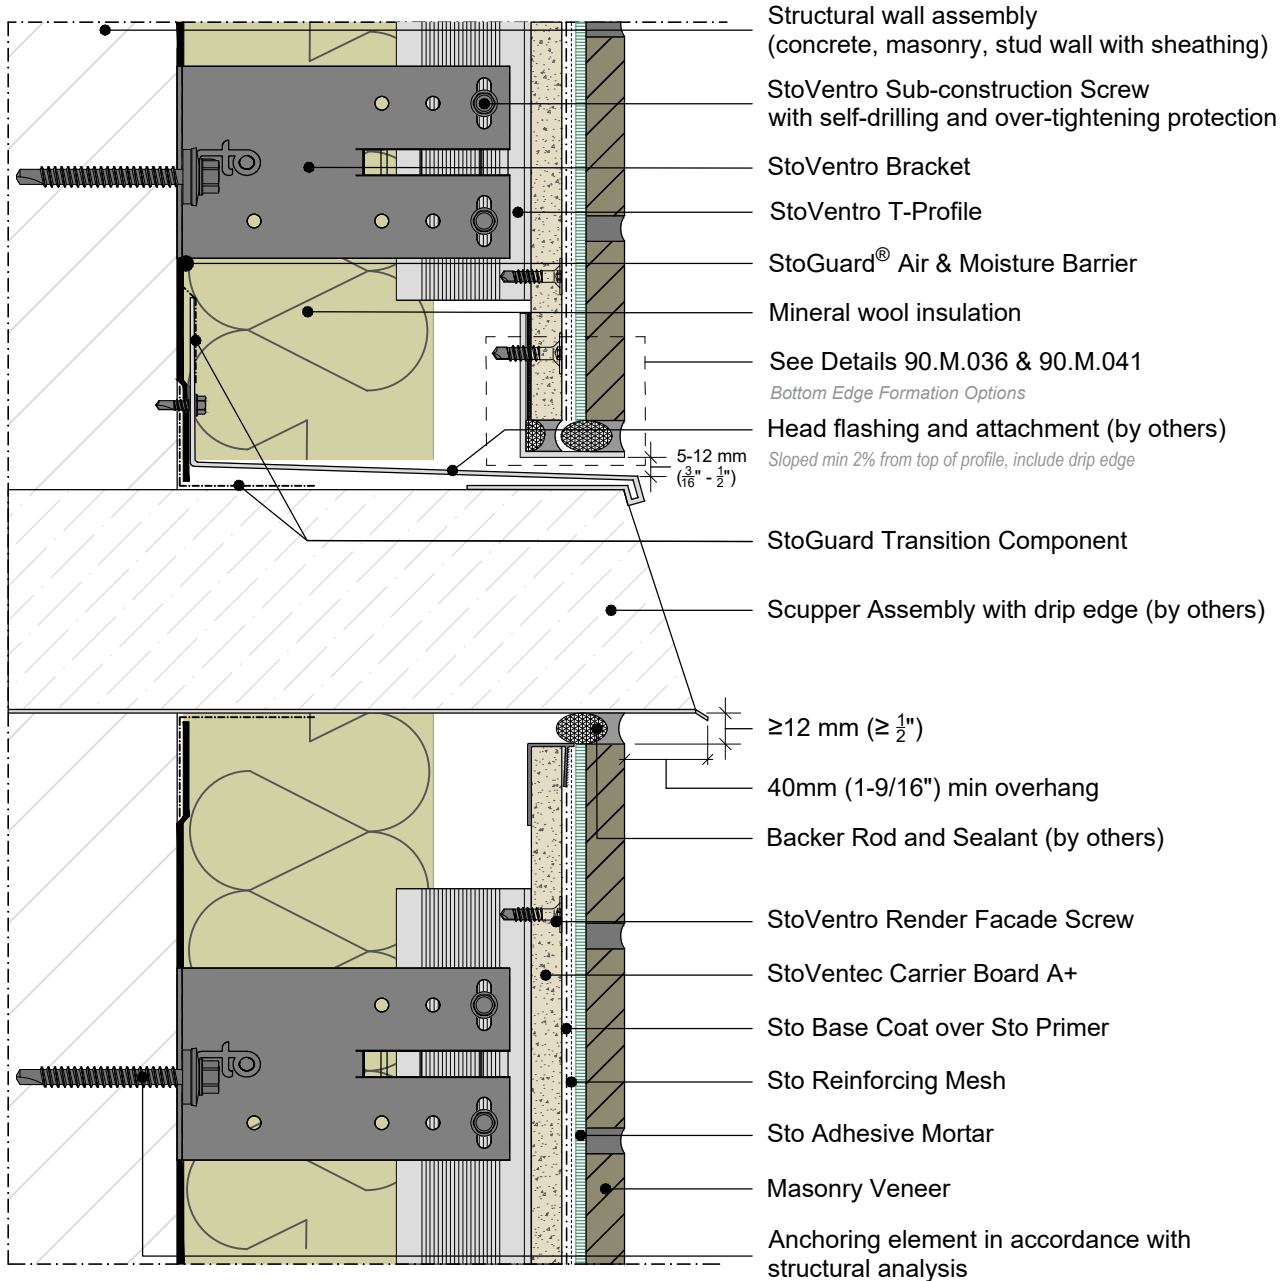 Structural wall assembly
(concrete, masonry, stud wall with sheathing)
StoVentro Sub-construction Screw
with self-drilling and over-tightening protection
StoVentro Bracket
StoVentro T-Profile
StoGuard® Air & Moisture Barrier
Mineral wool insulation
See Details 90.M.036 & 90.M.041
Bottom Edge Formation Options
Head flashing and attachment (by others)
Sloped min 2% from top of profile, include drip edge
5-12 mm
(3/16" - 1/2")
StoGuard Transition Component
Scupper Assembly with drip edge (by others)
≥12 mm (≥ 1/2")
40mm (1-9/16") min overhang
Backer Rod and Sealant (by others)
StoVentro Render Facade Screw
StoVentec Carrier Board A+
Sto Base Coat over Sto Primer
Sto Reinforcing Mesh
Sto Adhesive Mortar
Masonry Veneer
Anchoring element in accordance with
structural analysis